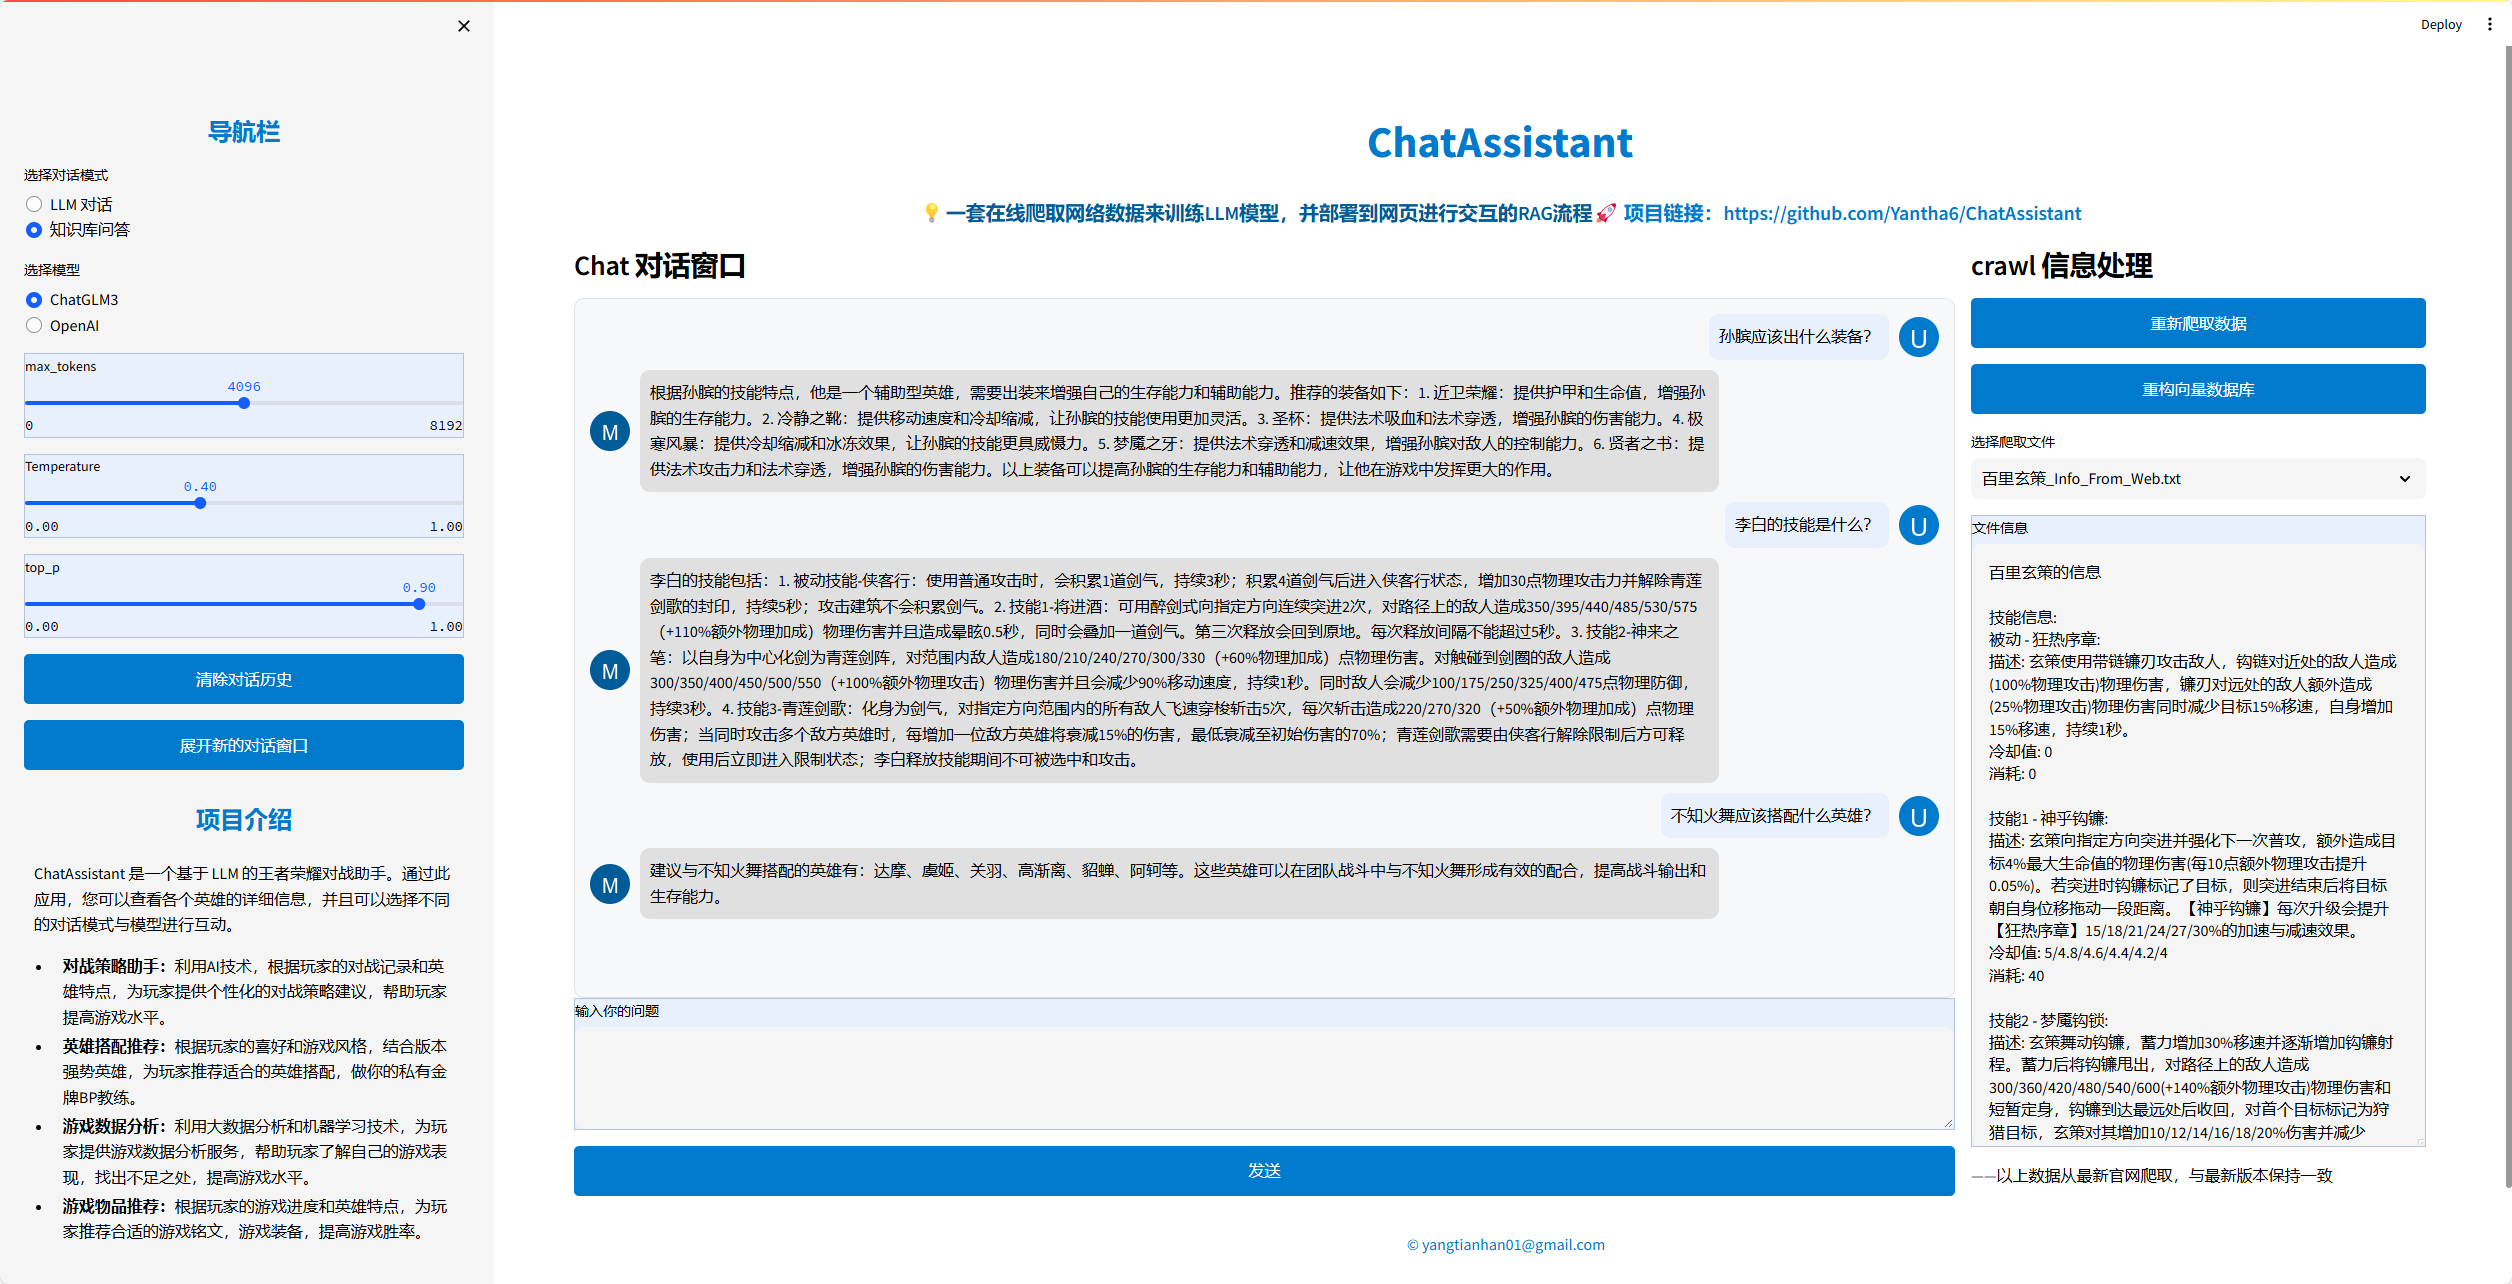 Deploy
导航栏
选择对话模式
LLM 对话
知识库问答
选择模型
ChatGLM3
OpenAI
max_tokens
4096
0 8192
Temperature
0.40
0.00 1.00
top_p
0.90
0.00 1.00
清除对话历史
展开新的对话窗口
项目介绍
ChatAssistant 是一个基于 LLM 的王者荣耀对战助手。通过此
应用，您可以查看各个英雄的详细信息，并且可以选择不同
的对话模式与模型进行互动。
• 对战策略助手：利用AI技术，根据玩家的对战记录和英
雄特点，为玩家提供个性化的对战策略建议，帮助玩家
提高游戏水平。
• 英雄搭配推荐：根据玩家的喜好和游戏风格，结合版本
强势英雄，为玩家推荐适合的英雄搭配，做你的私有金
牌BP教练。
• 游戏数据分析：利用大数据分析和机器学习技术，为玩
家提供游戏数据分析服务，帮助玩家了解自己的游戏表
现，找出不足之处，提高游戏水平。
• 游戏物品推荐：根据玩家的游戏进度和英雄特点，为玩
家推荐合适的游戏铭文，游戏装备，提高游戏胜率。
ChatAssistant
💡 一套在线爬取网络数据来训练LLM模型，并部署到网页进行交互的RAG流程🚀 项目链接：https://github.com/Yantha6/ChatAssistant
Chat 对话窗口
孙膑应该出什么装备？
U
M
根据孙膑的技能特点，他是一个辅助型英雄，需要出装来增强自己的生存能力和辅助能力。推荐的装备如下：1. 近卫荣耀：提供护甲和生命值，增强孙
膑的生存能力。2. 冷静之靴：提供移动速度和冷却缩减，让孙膑的技能使用更加灵活。3. 圣杯：提供法术吸血和法术穿透，增强孙膑的伤害能力。4. 极
寒风暴：提供冷却缩减和冰冻效果，让孙膑的技能更具威慑力。5. 梦魇之牙：提供法术穿透和减速效果，增强孙膑对敌人的控制能力。6. 贤者之书：提
供法术攻击力和法术穿透，增强孙膑的伤害能力。以上装备可以提高孙膑的生存能力和辅助能力，让他在游戏中发挥更大的作用。
李白的技能是什么？
U
M
李白的技能包括：1. 被动技能-侠客行：使用普通攻击时，会积累1道剑气，持续3秒；积累4道剑气后进入侠客行状态，增加30点物理攻击力并解除青莲
剑歌的封印，持续5秒；攻击建筑不会积累剑气。2. 技能1-将进酒：可用醉剑式向指定方向连续突进2次，对路径上的敌人造成350/395/440/485/530/575
（+110%额外物理加成）物理伤害并且造成晕眩0.5秒，同时会叠加一道剑气。第三次释放会回到原地。每次释放间隔不能超过5秒。3. 技能2-神来之
笔：以自身为中心化剑为青莲剑阵，对范围内敌人造成180/210/240/270/300/330（+60%物理加成）点物理伤害。对触碰到剑圈的敌人造成
300/350/400/450/500/550（+100%额外物理攻击）物理伤害并且会减少90%移动速度，持续1秒。同时敌人会减少100/175/250/325/400/475点物理防御，
持续3秒。4. 技能3-青莲剑歌：化身为剑气，对指定方向范围内的所有敌人飞速穿梭斩击5次，每次斩击造成220/270/320（+50%额外物理加成）点物理
伤害；当同时攻击多个敌方英雄时，每增加一位敌方英雄将衰减15%的伤害，最低衰减至初始伤害的70%；青莲剑歌需要由侠客行解除限制后方可释
放，使用后立即进入限制状态；李白释放技能期间不可被选中和攻击。
不知火舞应该搭配什么英雄？
U
M
建议与不知火舞搭配的英雄有：达摩、虞姬、关羽、高渐离、貂蝉、阿轲等。这些英雄可以在团队战斗中与不知火舞形成有效的配合，提高战斗输出和
生存能力。
输入你的问题
发送
crawl 信息处理
重新爬取数据
重构向量数据库
选择爬取文件
百里玄策_Info_From_Web.txt
文件信息
百里玄策的信息
技能信息:
被动 - 狂热序章:
描述: 玄策使用带链镰刃攻击敌人，钩链对近处的敌人造成
(100%物理攻击)物理伤害，镰刃对远处的敌人额外造成
(25%物理攻击)物理伤害同时减少目标15%移速，自身增加
15%移速，持续1秒。
冷却值: 0
消耗: 0
技能1 - 神乎钩镰:
描述: 玄策向指定方向突进并强化下一次普攻，额外造成目
标4%最大生命值的物理伤害(每10点额外物理攻击提升
0.05%)。若突进时钩镰标记了目标，则突进结束后将目标
朝自身位移拖动一段距离。【神乎钩镰】每次升级会提升
【狂热序章】15/18/21/24/27/30%的加速与减速效果。
冷却值: 5/4.8/4.6/4.4/4.2/4
消耗: 40
技能2 - 梦魇钩锁:
描述: 玄策舞动钩镰，蓄力增加30%移速并逐渐增加钩镰射
程。蓄力后将钩镰甩出，对路径上的敌人造成
300/360/420/480/540/600(+140%额外物理攻击)物理伤害和
短暂定身，钩镰到达最远处后收回，对首个目标标记为狩
猎目标，玄策对其增加10/12/14/16/18/20%伤害并减少
——以上数据从最新官网爬取，与最新版本保持一致
© yangtianhan01@gmail.com